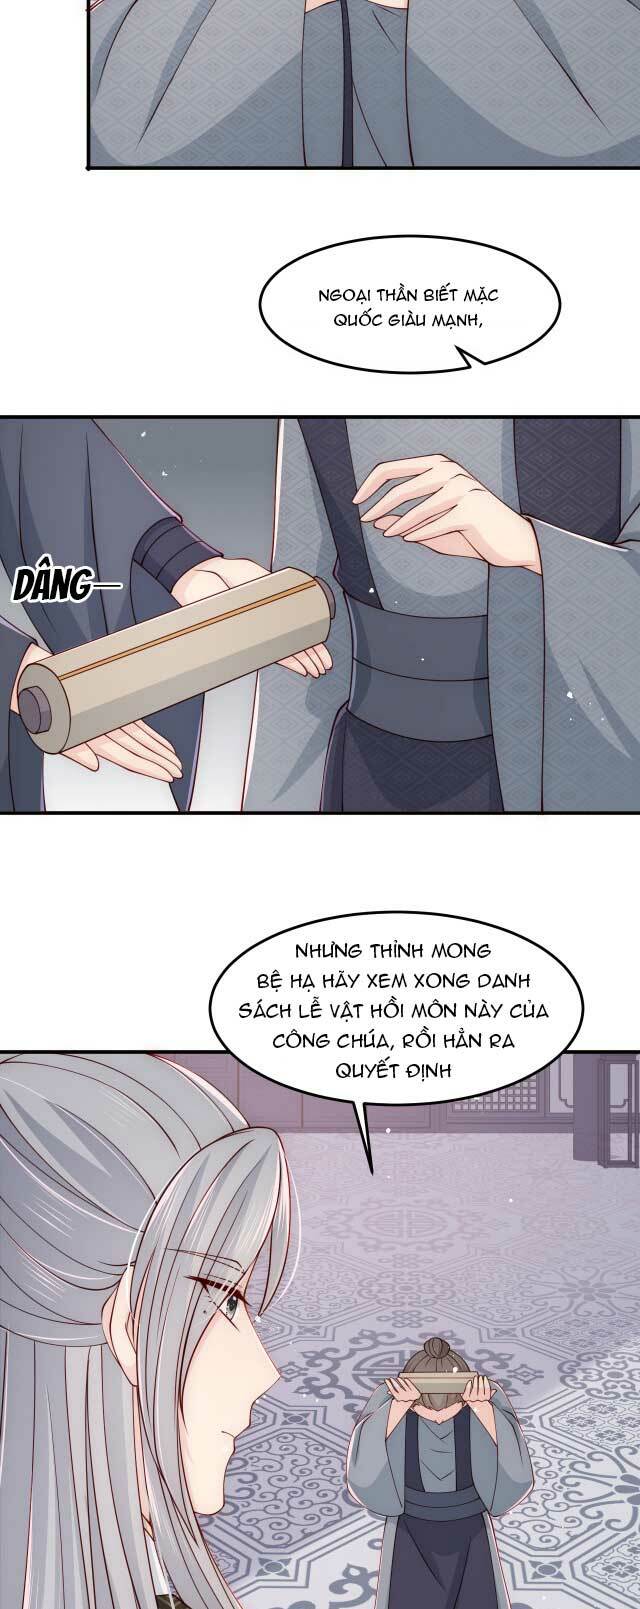 NGOẠI THẦN BIẾT MẶC
QUỐC GIÀU MẠNH,
DÂNG—
NHƯNG THỈNH MONG
BỆ HẠ HÃY XEM XONG DANH
SÁCH LỄ VẬT HỒI MÔN NÀY CỦA
CÔNG CHÚA, RỒI HẲN RA
QUYẾT ĐỊNH